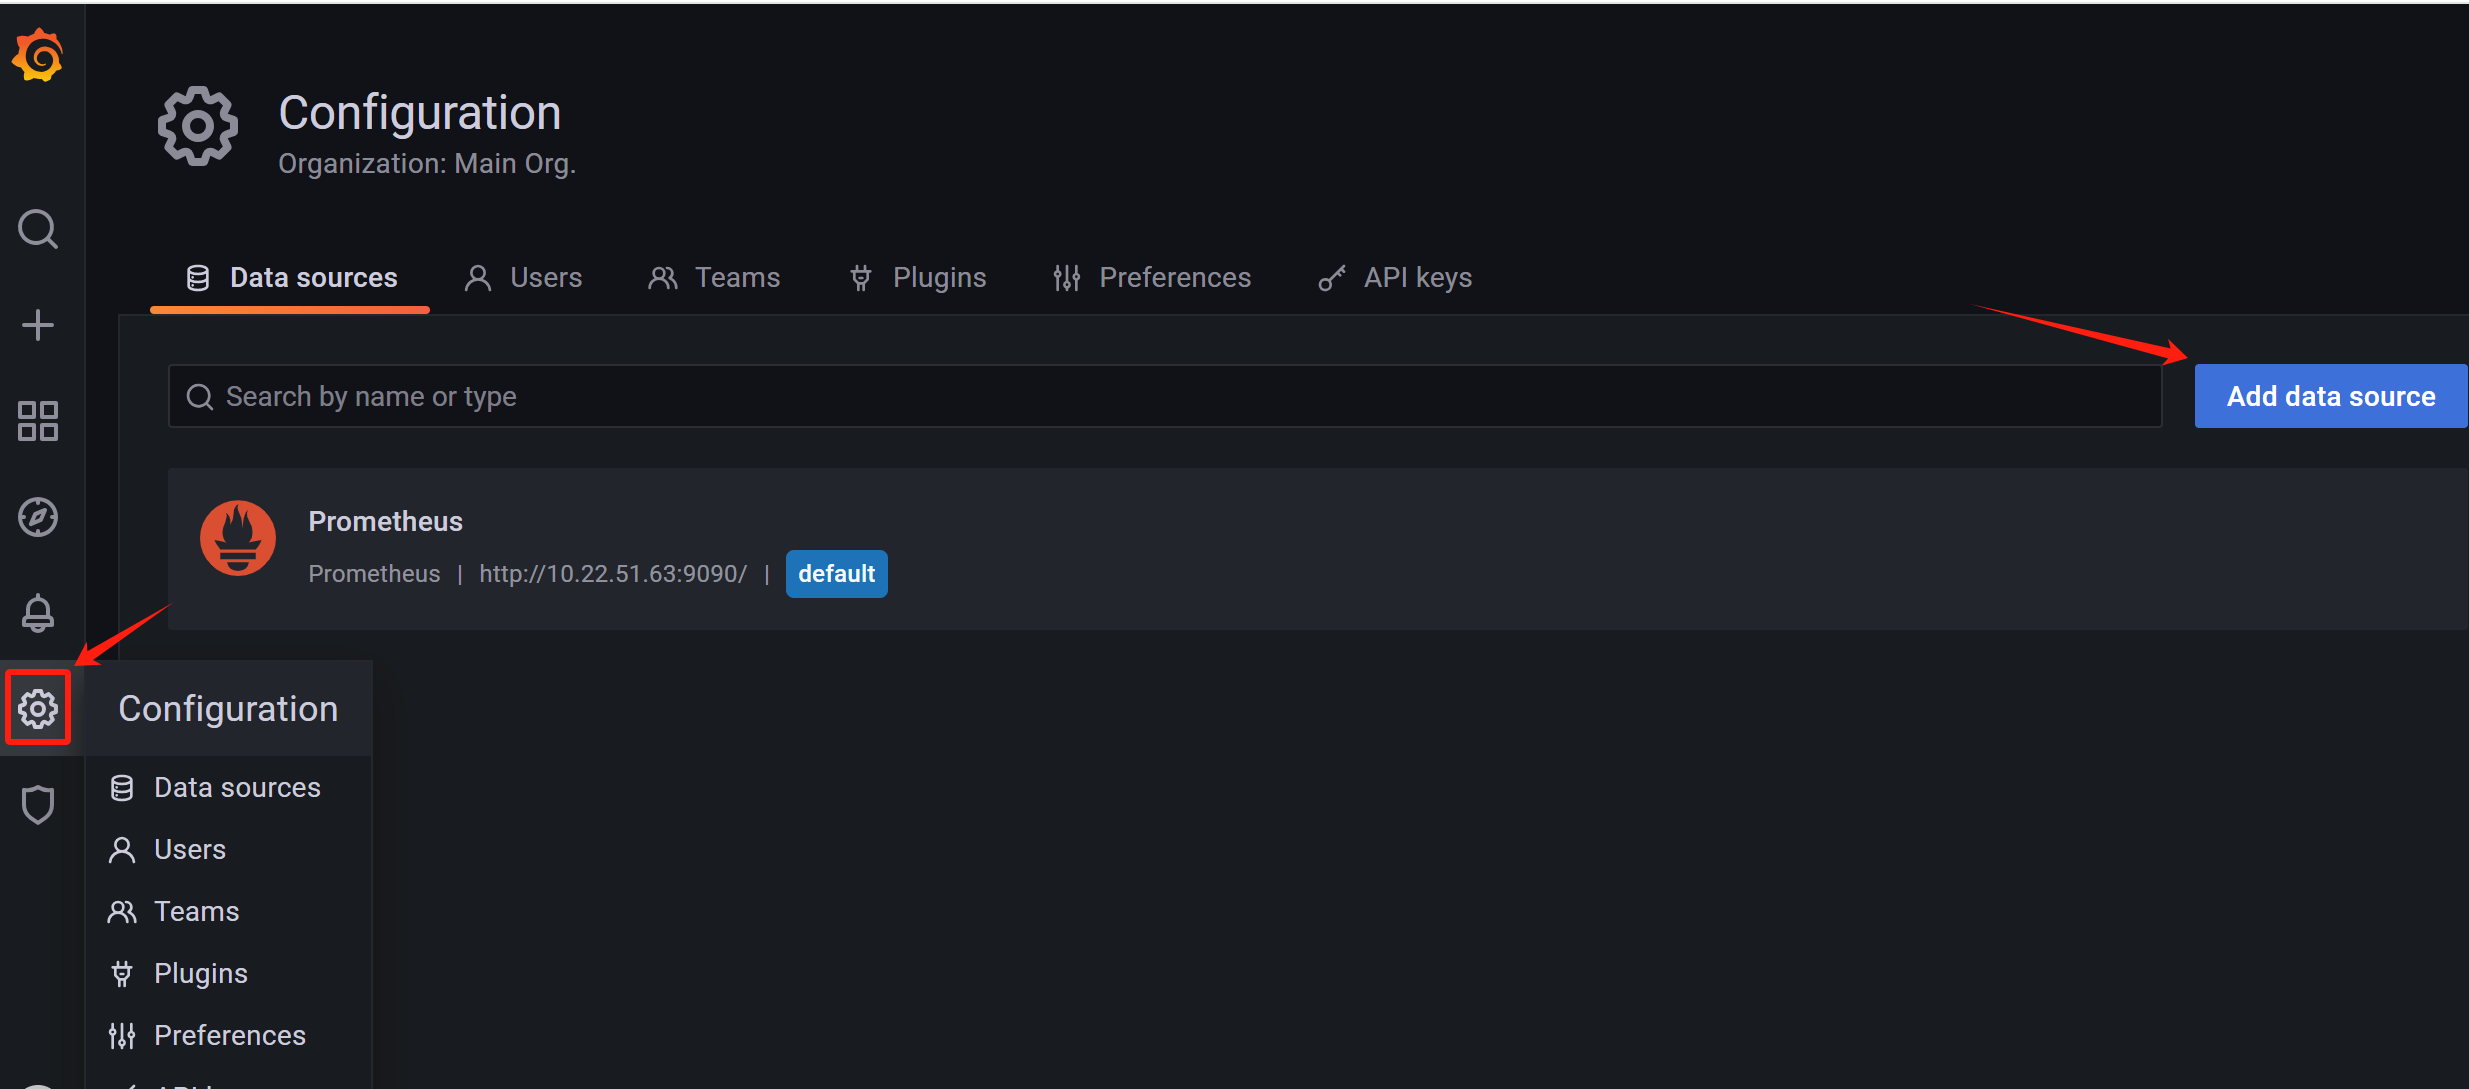 Configuration
Organization: Main Org.
Data sources Users Teams Plugins Preferences API keys
Search by name or type Add data source
Prometheus
Prometheus | http://10.22.51.63:9090/ | default
Configuration
Data sources
Users
Teams
Plugins
Preferences